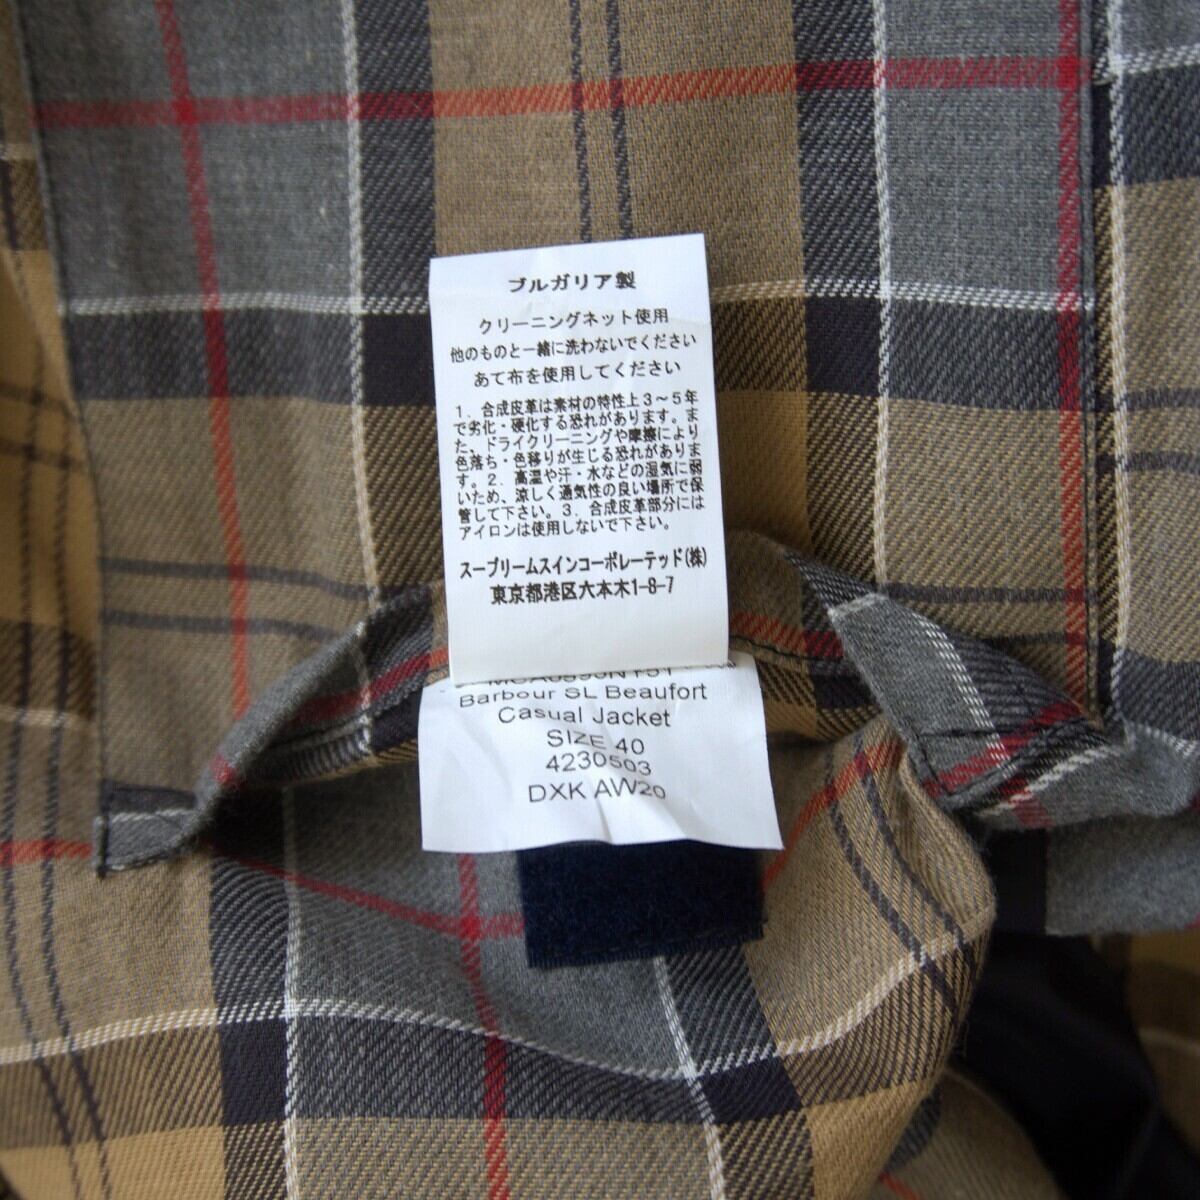 ブルガリア製
クリーニングネット使用
他のものと一緒に洗わないでください
あて布を使用してください
1．合成皮革は素材の特性上3～5年
で劣化・硬化する恐れがあります。ま
た、ドライクリーニングや摩擦により
色落ち・色移りが生じる恐れがありま
す。2．高温や汗・水などの湿気に弱
いため、涼しく通気性の良い場所で保
管して下さい。3．合成皮革部分には
アイロンは使用しないで下さい。
スープリームスインコーポレーテッド(株)
東京都港区六本木1-8-7
Barbour SL Beaufort
Casual Jacket
SIZE 40
4230503
DXK AW20